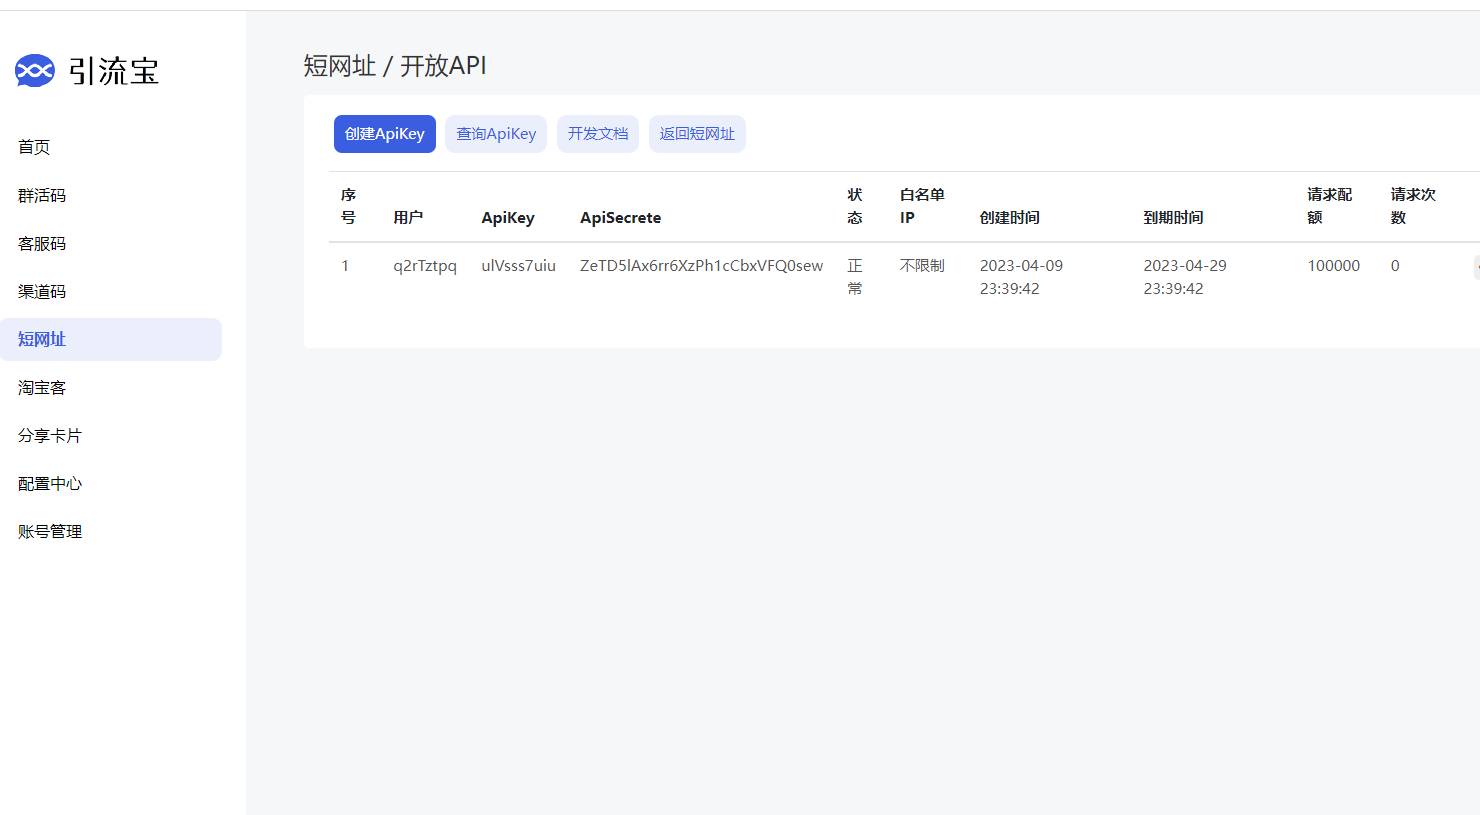 引流宝
首页
群活码
客服码
渠道码
短网址
淘宝客
分享卡片
配置中心
账号管理
短网址 / 开放API
创建ApiKey 查询ApiKey 开发文档 返回短网址
序号 用户 ApiKey ApiSecrete 状态 白名单IP 创建时间 到期时间 请求配额 请求次数
1 q2rTztpq ulVsss7uiu ZeTD5lAx6rr6XzPh1cCbxVFQ0sew 正常 不限制 2023-04-09 23:39:42 2023-04-29 23:39:42 100000 0